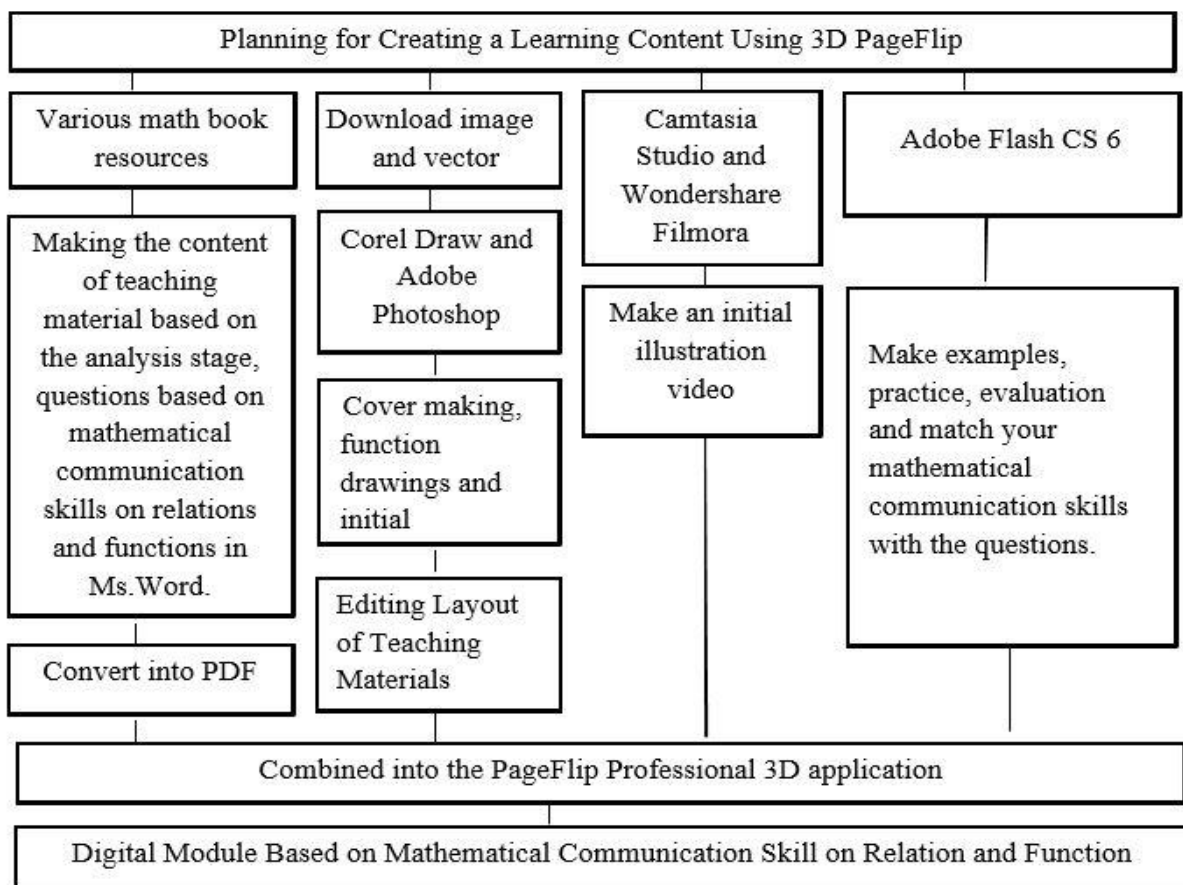 Planning for Creating a Learning Content Using 3D PageFlip
Various math book
resources
Making the content
of teaching
material based on
the analysis stage,
questions based on
mathematical
communication
skills on relations
and functions in
Ms.Word.
Convert into PDF
Download image
and vector
Corel Draw and
Adobe
Photoshop
Cover making,
function
drawings and
initial
Editing Layout
of Teaching
Materials
Camtasia
Studio and
Wondershare
Filmora
Make an initial
illustration
video
Adobe Flash CS 6
Make examples,
practice, evaluation
and match your
mathematical
communication skills
with the questions.
Combined into the PageFlip Professional 3D application
Digital Module Based on Mathematical Communication Skill on Relation and Function